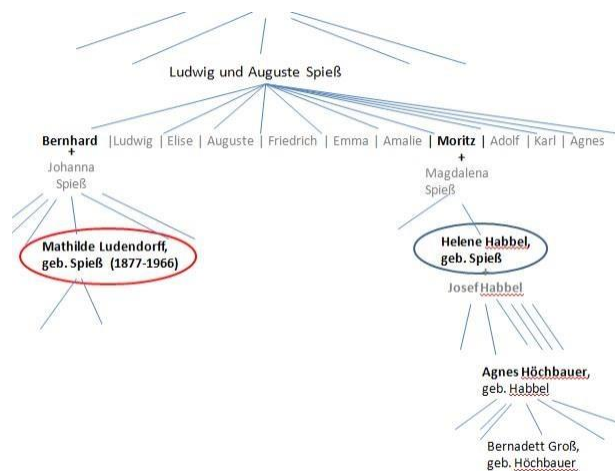 Ludwig und Auguste Spieß
Bernhard |Ludwig | Elise | Auguste | Friedrich | Emma | Amalie | Moritz | Adolf | Karl | Agnes
+
Johanna
Spieß
+
Magdalena
Spieß
Mathilde Ludendorff,
geb. Spieß (1877-1966)
Helene Habbel,
geb. Spieß
+
Josef Habbel
Agnes Höchbauer,
geb. Habbel
Bernadett Groß,
geb. Höchbauer